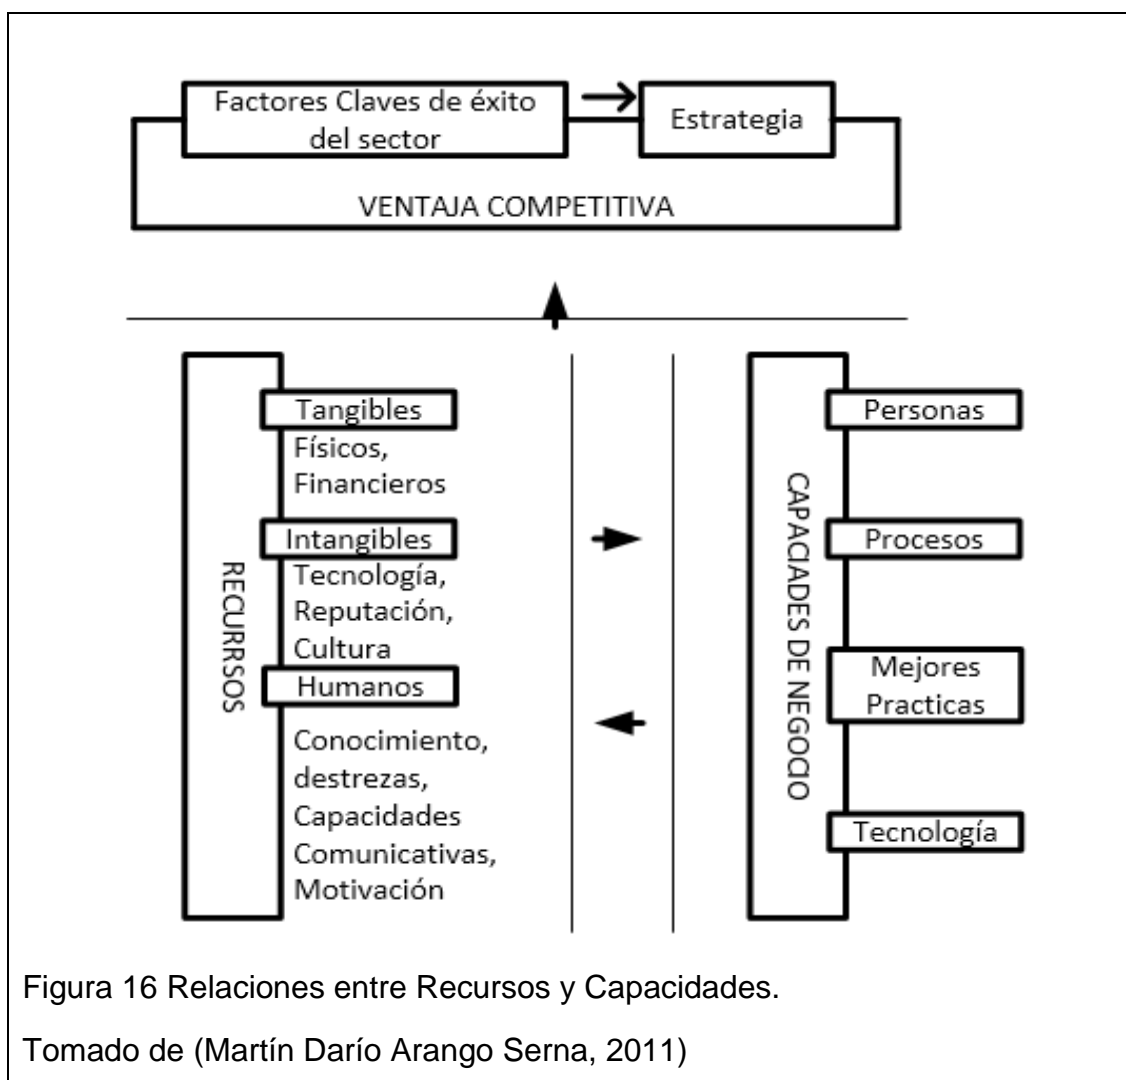 Factores Claves de éxito
del sector
Estrategia
VENTAJA COMPETITIVA
RECURRSOS
Tangibles
Físicos,
Financieros
Intangibles
Tecnología,
Reputación,
Cultura
Humanos
Conocimiento,
destrezas,
Capacidades
Comunicativas,
Motivación
CAPACIADES DE NEGOCIO
Personas
Procesos
Mejores
Practicas
Tecnología
Figura 16 Relaciones entre Recursos y Capacidades.
Tomado de (Martín Darío Arango Serna, 2011)